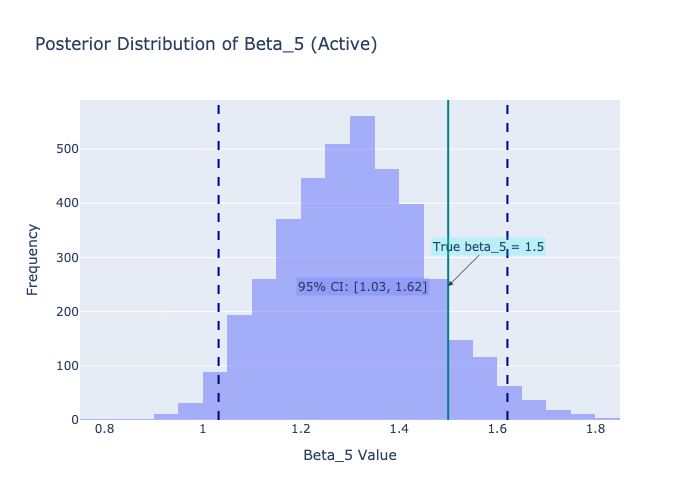 Posterior Distribution of Beta_5 (Active)
Frequency
500
400
300
200
100
0
True beta_5 = 1.5
95% CI: [1.03, 1.62]
0.8
1
1.2
1.4
1.6
1.8
Beta_5 Value